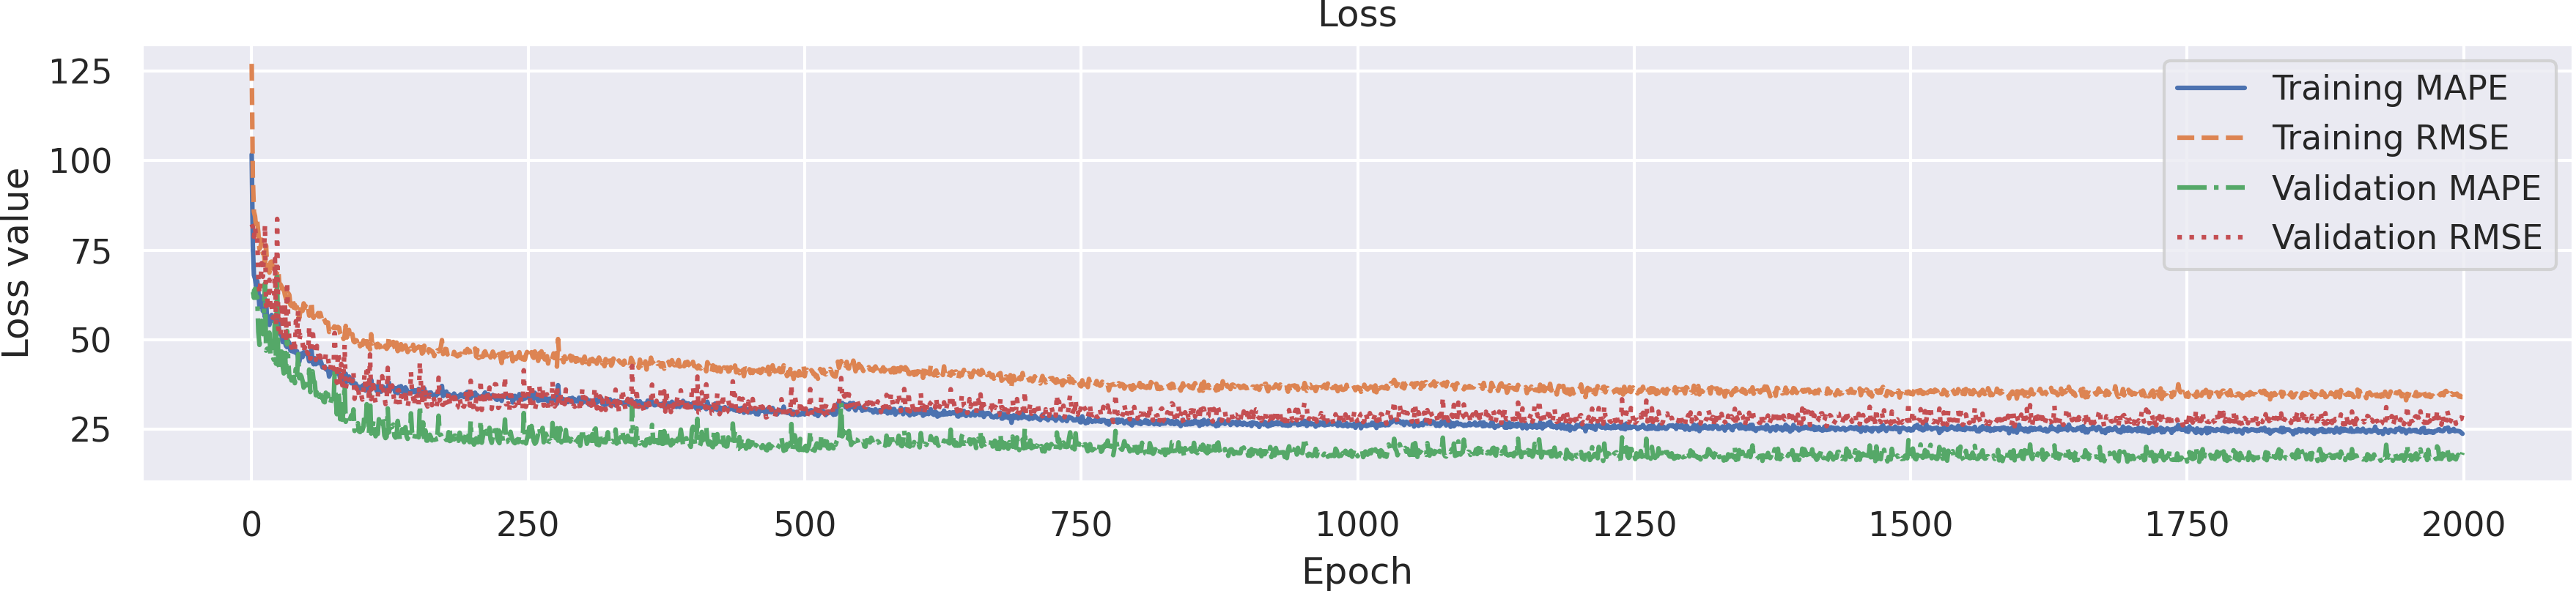 Loss
Loss value
125
100
75
50
25
Training MAPE
Training RMSE
Validation MAPE
Validation RMSE
0 250 500 750 1000 1250 1500 1750 2000
Epoch